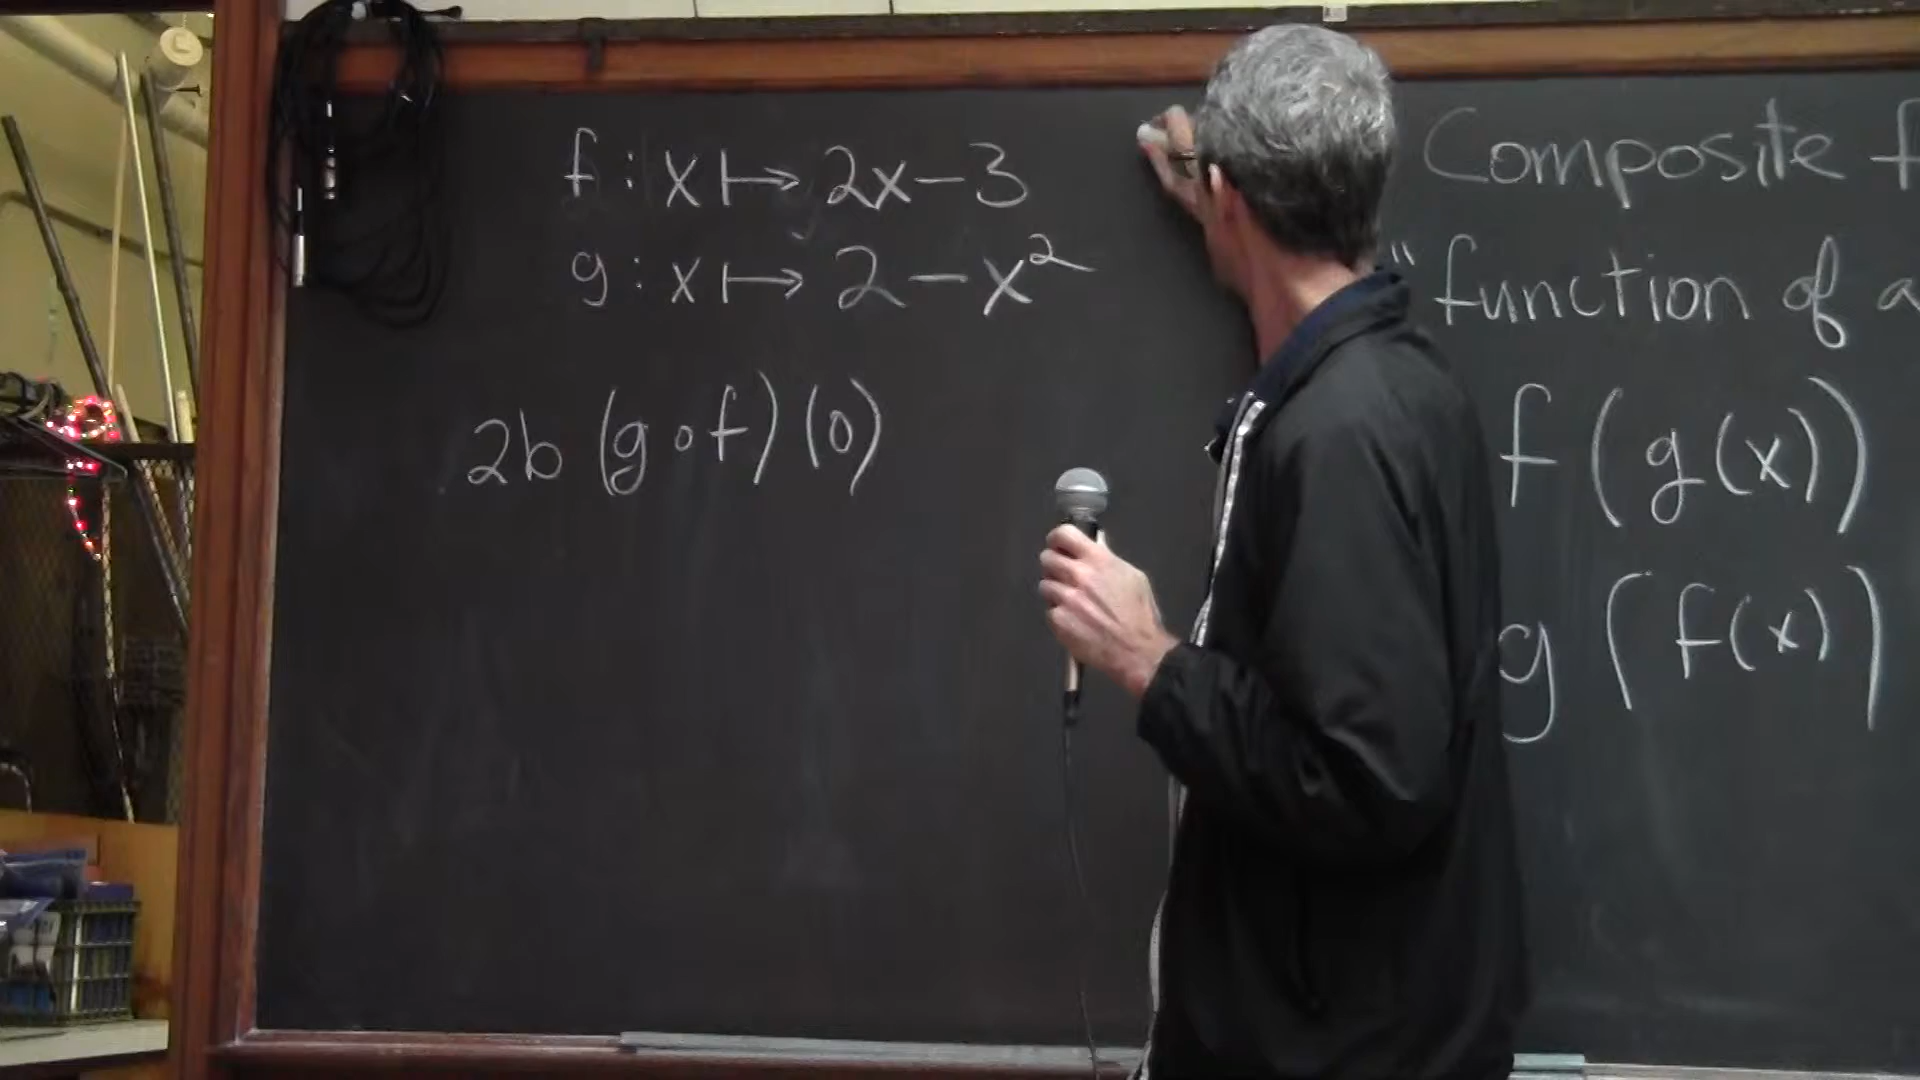 f : x ↦ 2x - 3
g : x ↦ 2 - x²
2b (g∘f)(0)
Composite f
"function of a
f(g(x))
g(f(x))